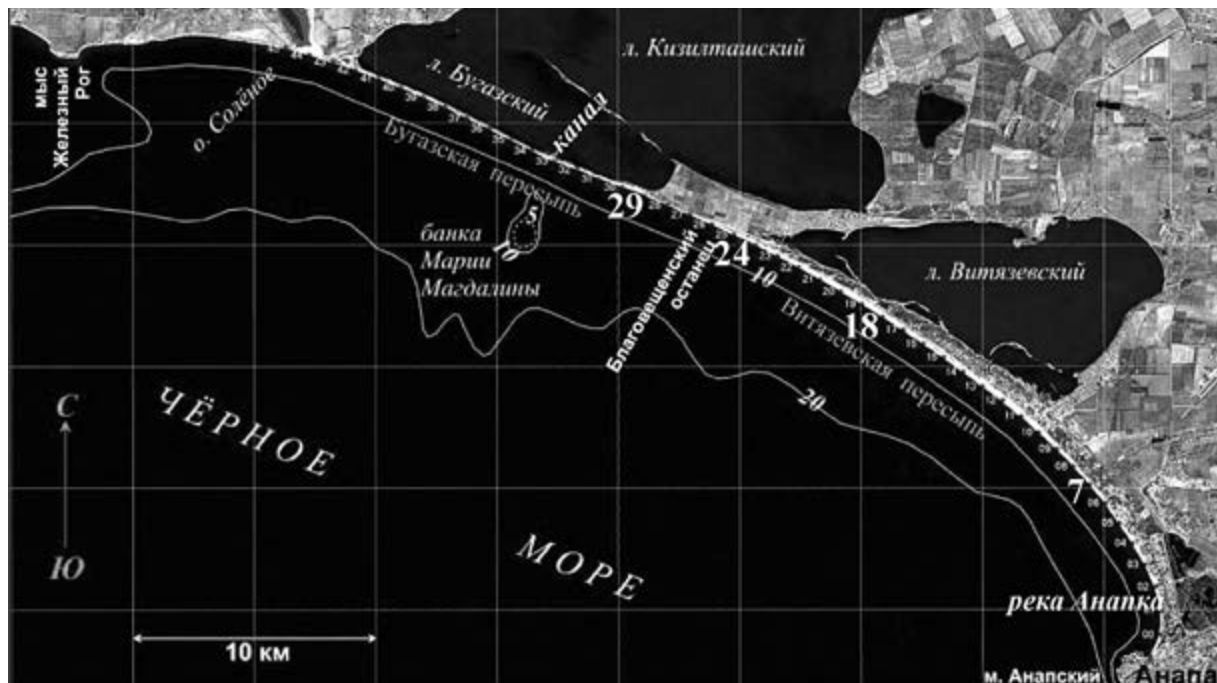 л. Кизилташский
л. Бугазский
мыс
Железный
Рог
о. Солёное
канал
Бугазская пересыпь
5
10
банка
Марии
Магдалины
29
24
10
л. Витязевский
Благовещенский
останец
18
Витязевская пересыпь
20
7
С
Ю
ЧЁРНОЕ
МОРЕ
10 км
река Анапка
м. Анапский
Анапа